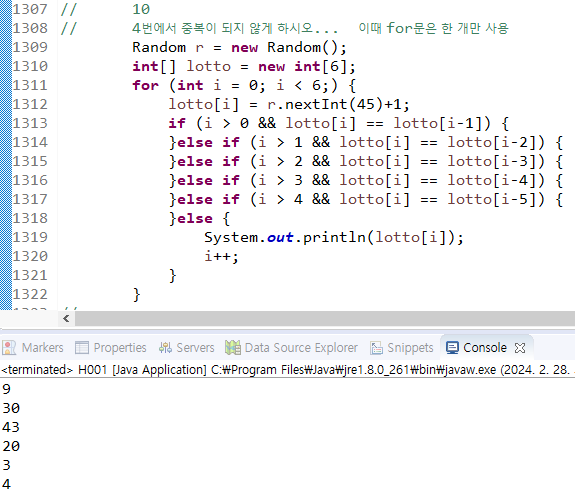 1307 //      10
1308 //      4번에서 중복이 되지 않게 하시오...  이때 for문은 한 개만 사용
1309         Random r = new Random();
1310         int[] lotto = new int[6];
1311         for (int i = 0; i < 6;) {
1312             lotto[i] = r.nextInt(45)+1;
1313             if (i > 0 && lotto[i] == lotto[i-1]) {
1314             }else if (i > 1 && lotto[i] == lotto[i-2]) {
1315             }else if (i > 2 && lotto[i] == lotto[i-3]) {
1316             }else if (i > 3 && lotto[i] == lotto[i-4]) {
1317             }else if (i > 4 && lotto[i] == lotto[i-5]) {
1318             }else {
1319                 System.out.println(lotto[i]);
1320                 i++;
1321             }
1322         }
Markers Properties Servers Data Source Explorer Snippets Console
<terminated> H001 [Java Application] C:₩Program Files₩Java₩jre1.8.0_261₩bin₩javaw.exe (2024. 2. 28.
9
30
43
20
3
4